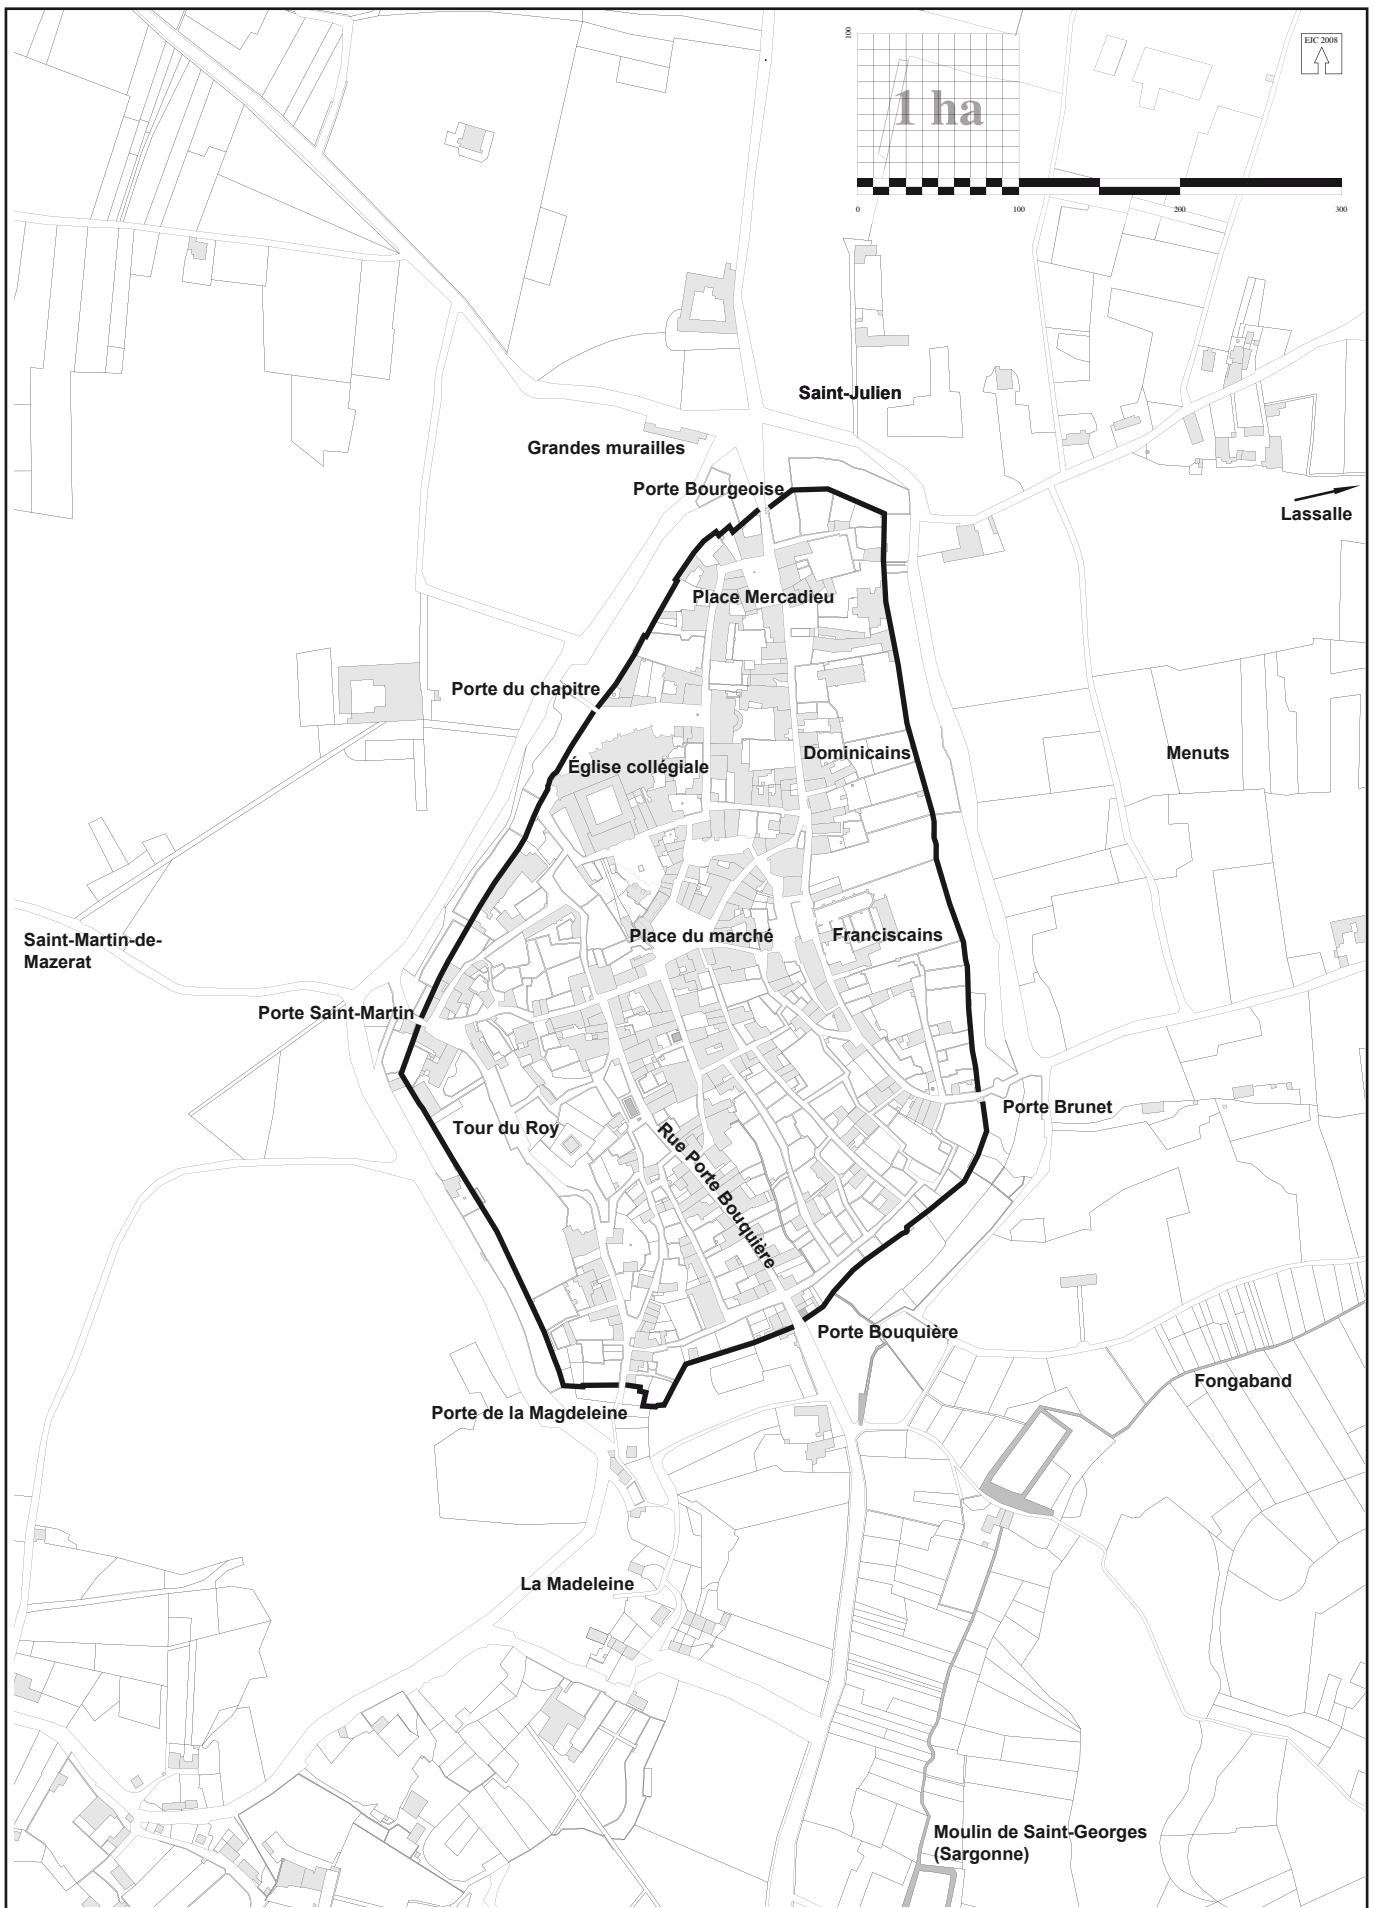 100
EJC 2008
1 ha
0 100 200 300
Saint-Julien
Grandes murailles
Porte Bourgeoise
Lassalle
Place Mercadieu
Porte du chapitre
Dominicains
Menuts
Église collégiale
Saint-Martin-de-
Mazerat
Place du marché
Franciscains
Porte Saint-Martin
Porte Brunet
Tour du Roy
Rue Porte Bouquière
Porte Bouquière
Fongaband
Porte de la Magdeleine
La Madeleine
Moulin de Saint-Georges
(Sargonne)